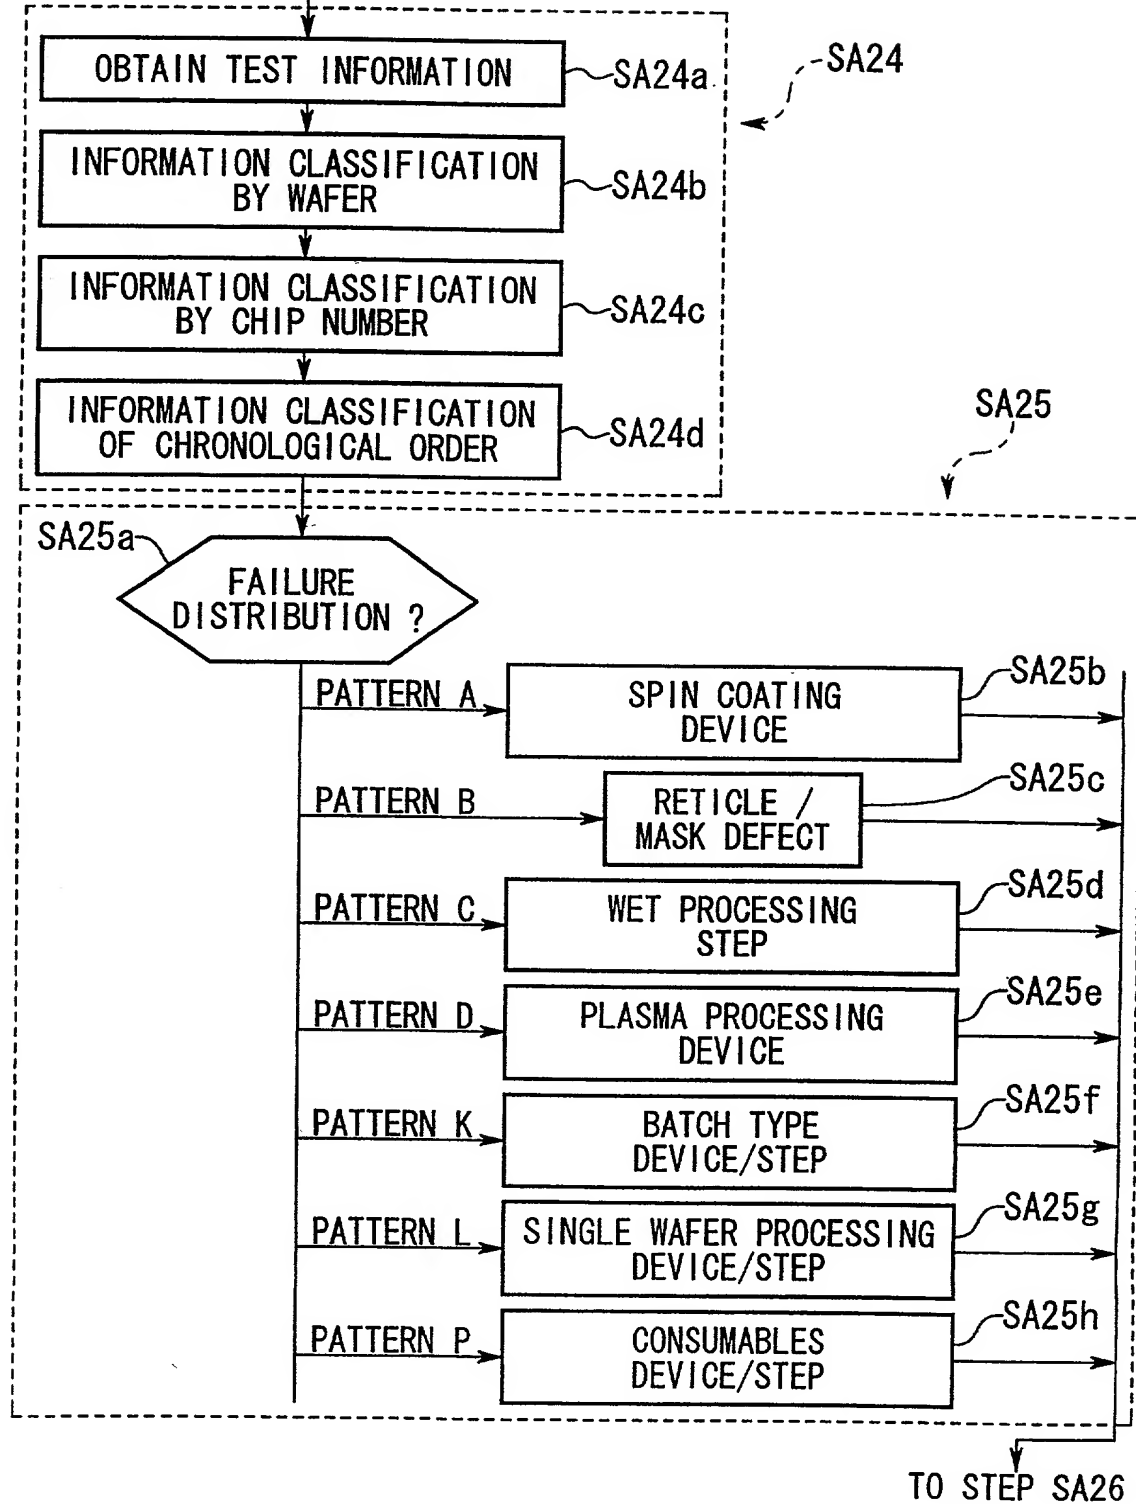 OBTAIN TEST INFORMATION
SA24a
SA24
INFORMATION CLASSIFICATION
BY WAFER
SA24b
INFORMATION CLASSIFICATION
BY CHIP NUMBER
SA24c
INFORMATION CLASSIFICATION
OF CHRONOLOGICAL ORDER
SA24d
SA25
SA25a
FAILURE
DISTRIBUTION ?
PATTERN A
SPIN COATING
DEVICE
SA25b
PATTERN B
RETICLE /
MASK DEFECT
SA25c
PATTERN C
WET PROCESSING
STEP
SA25d
PATTERN D
PLASMA PROCESSING
DEVICE
SA25e
PATTERN K
BATCH TYPE
DEVICE/STEP
SA25f
PATTERN L
SINGLE WAFER PROCESSING
DEVICE/STEP
SA25g
PATTERN P
CONSUMABLES
DEVICE/STEP
SA25h
TO STEP SA26